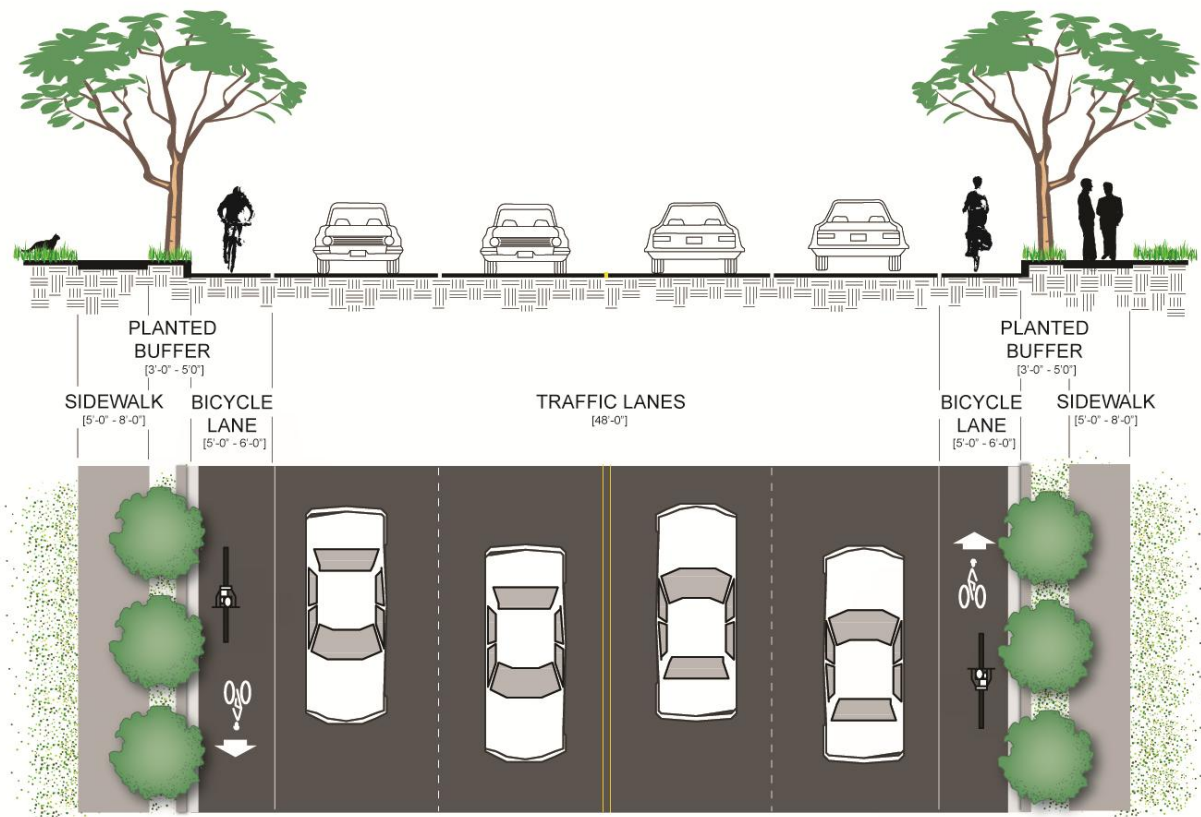 PLANTED
BUFFER
[3'-0" - 5'0"]
PLANTED
BUFFER
[3'-0" - 5'0"]
SIDEWALK
[5'-0" - 8'-0"]
BICYCLE
LANE
[5'-0" - 6'-0"]
TRAFFIC LANES
[48'-0"]
BICYCLE
LANE
[5'-0" - 6'-0"]
SIDEWALK
[5'-0" - 8'-0"]